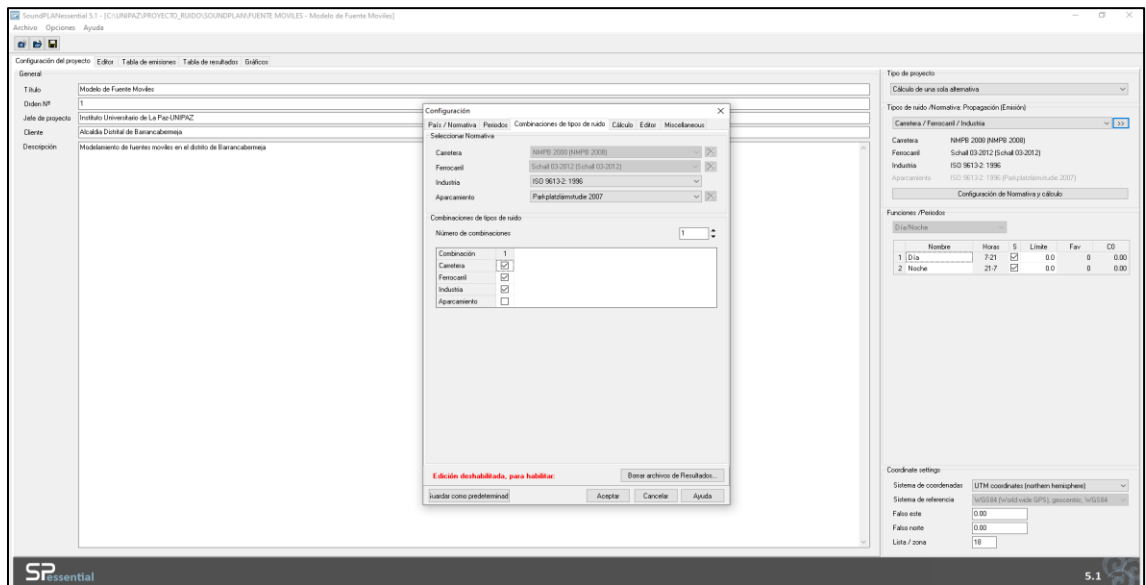 SoundPLANessential 5.1 - [C:\UNIPAZ\PROYECTO_RUIDO\SOUNDPLAN\FUENTE MOVILES - Modelo de Fuente Moviles]
Archivo Opciones Ayuda
Configuración del proyecto Editor Tabla de emisiones Tabla de resultados Gráficos
General
Título Modelo de Fuente Moviles
Orden Nº 1
Jefe de proyecto Instituto Universitario de La Paz-UNIPAZ
Cliente Alcaldia Distrital de Barrancabermeja
Descripción Modelamiento de fuentes moviles en el distrito de Barrancabermeja
Configuración
País / Normativa Periodos Combinaciones de tipos de ruido Cálculo Editor Miscellaneous
Seleccionar Normativa
Carretera NMPB 2008 (NMPB 2008)
Ferrocarril Schall 03-2012 (Schall 03-2012)
Industria ISO 9613-2: 1996
Aparcamiento Parkplatzlärmstudie 2007
Combinaciones de tipos de ruido
Número de combinaciones 1
Combinación 1
Carretera
Ferrocarril
Industria
Aparcamiento
Edición deshabilitada, para habilitar: Borrar archivos de Resultados...
Guardar como predeterminad Aceptar Cancelar Ayuda
Tipo de proyecto
Cálculo de una sola alternativa
Tipos de ruido /Normativa: Propagación (Emisión)
Carretera / Ferrocarril / Industria >>
Carretera NMPB 2008 (NMPB 2008)
Ferrocarril Schall 03-2012 (Schall 03-2012)
Industria ISO 9613-2: 1996
Aparcamiento ISO 9613-2: 1996 (Parkplatzlärmstudie 2007)
Configuración de Normativa y cálculo
Funciones /Periodos
Día/Noche
Nombre Horas S Límite Fav C0
1 Día 7-21 0.0 0 0.00
2 Noche 21-7 0.0 0 0.00
Coordinate settings
Sistema de coordenadas UTM coordinates (northern hemisphere)
Sistema de referencia WGS84 (World-wide GPS), geocentric, WGS84
Falso este 0.00
Falso norte 0.00
Lista / zona 18
SPessential
5.1